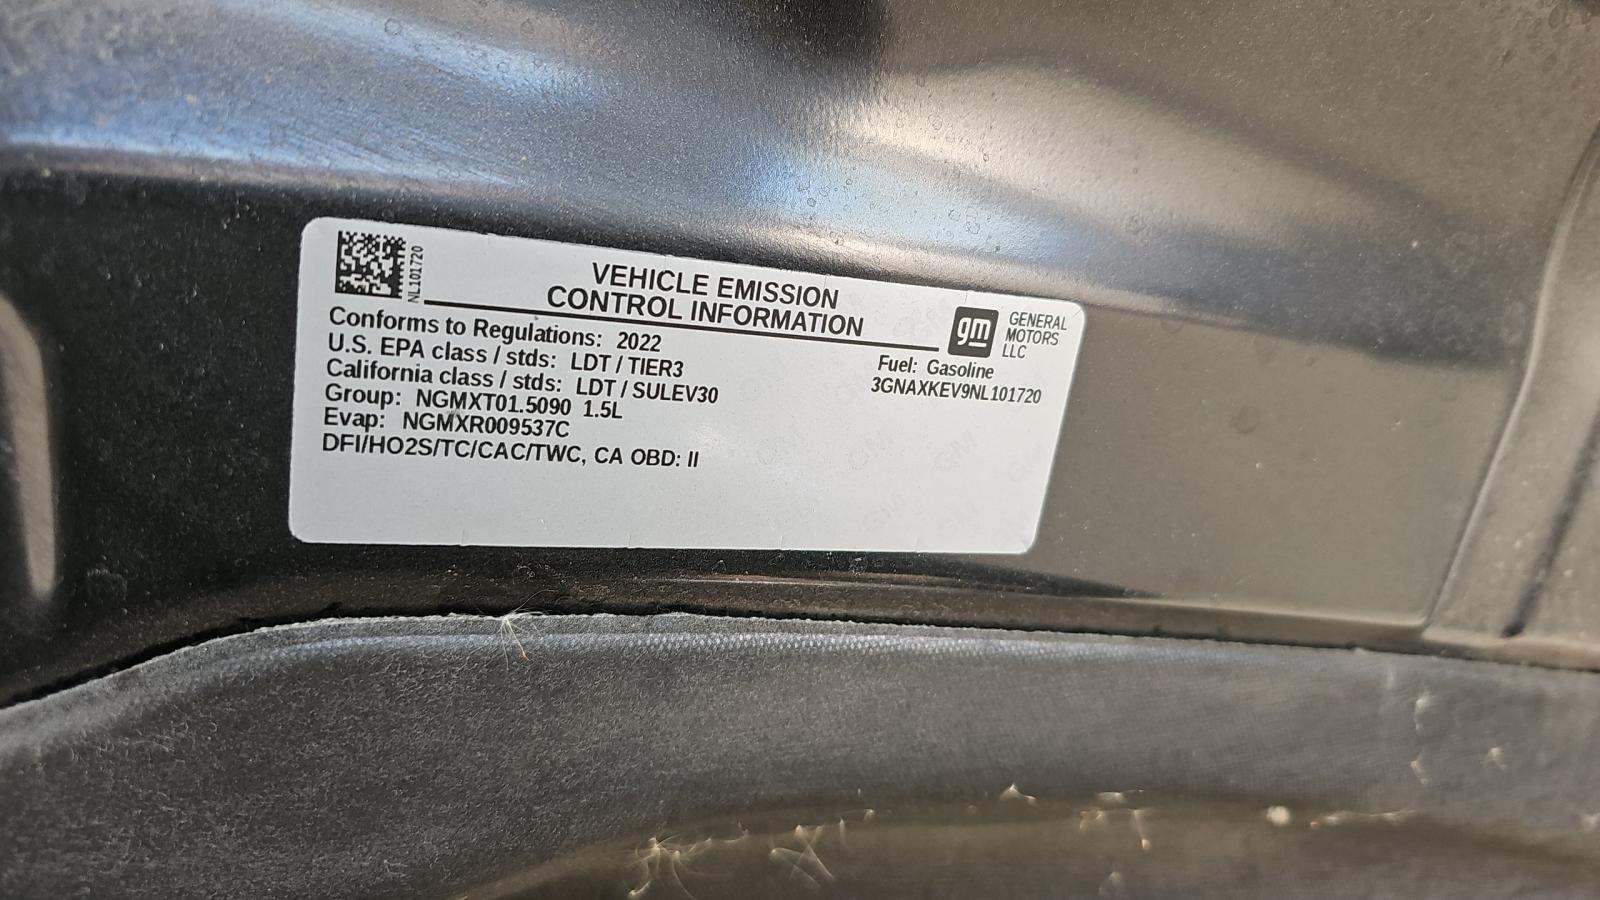 NL101720
VEHICLE EMISSION
CONTROL INFORMATION
gm
GENERAL
MOTORS
LLC
Conforms to Regulations: 2022
U.S. EPA class / stds: LDT / TIER3
California class / stds: LDT / SULEV30
Group: NGMXT01.5090 1.5L
Evap: NGMXR009537C
DFI/HO2S/TC/CAC/TWC, CA OBD: II
Fuel: Gasoline
3GNAXKEV9NL101720